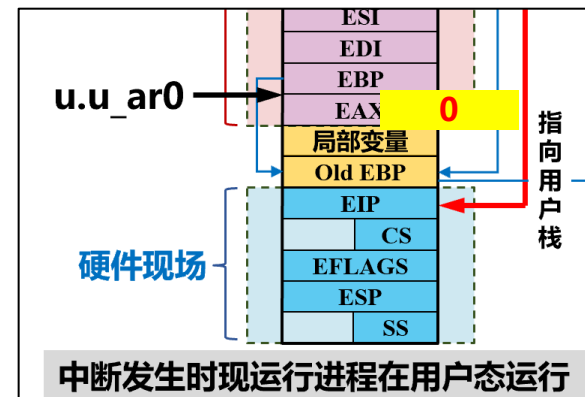 ESI
EDI
EBP
u.u_ar0
EAX
0
局部变量
Old EBP
指向用户栈
EIP
CS
硬件现场
EFLAGS
ESP
SS
中断发生时现运行进程在用户态运行